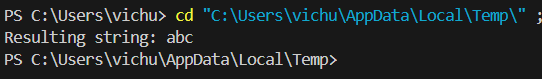 PS C:\Users\vichu> cd "C:\Users\vichu\AppData\Local\Temp\" ;
Resulting string: abc
PS C:\Users\vichu\AppData\Local\Temp>